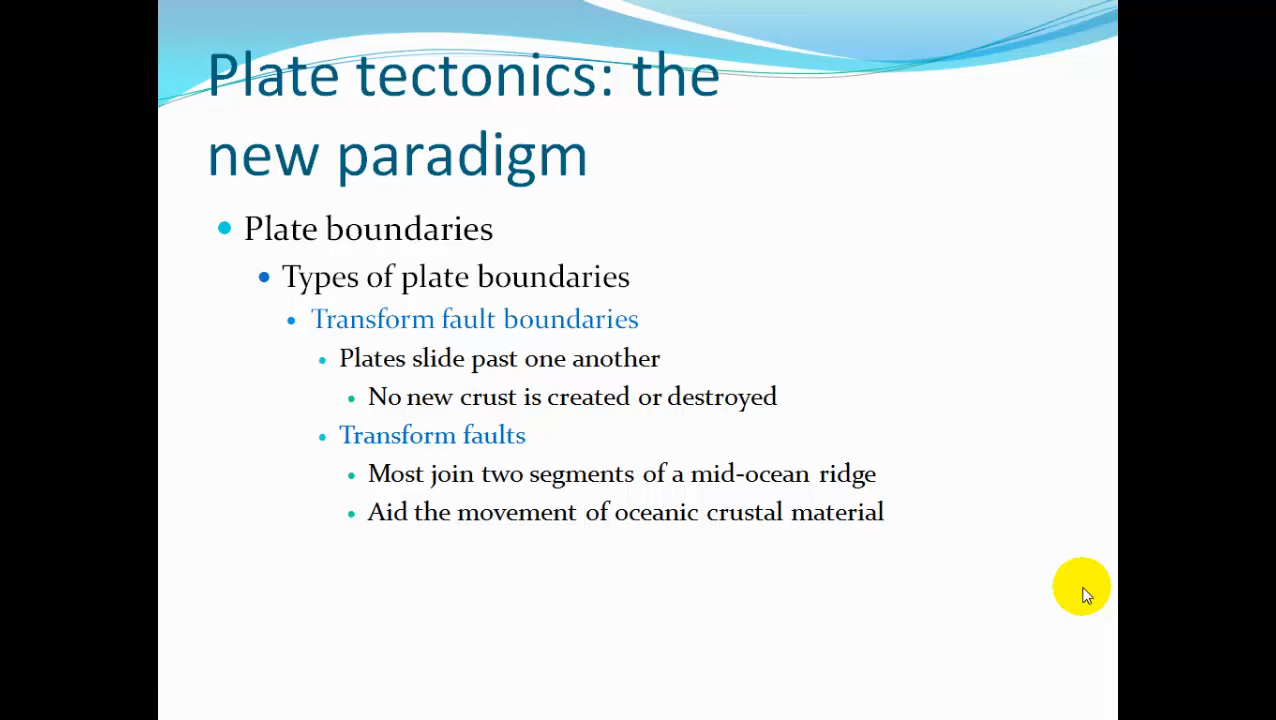 Plate tectonics: the
new paradigm
Plate boundaries
Types of plate boundaries
Transform fault boundaries
Plates slide past one another
No new crust is created or destroyed
Transform faults
Most join two segments of a mid-ocean ridge
Aid the movement of oceanic crustal material